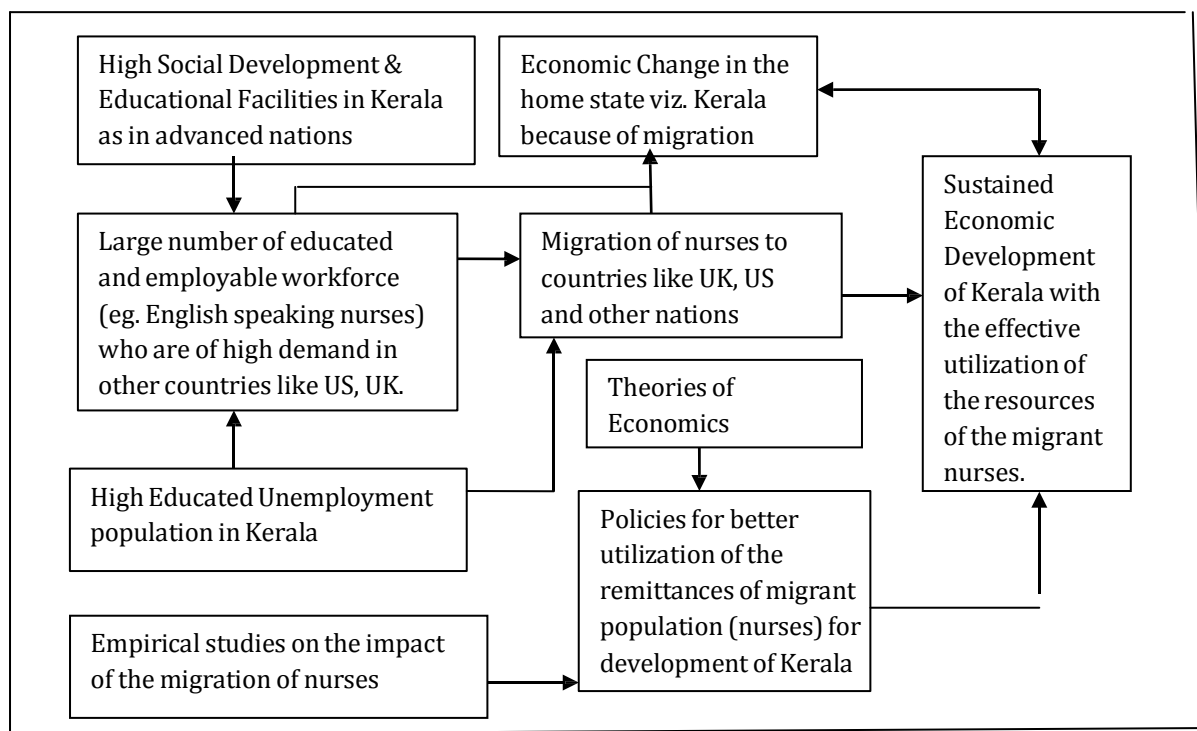 High Social Development &
Educational Facilities in Kerala
as in advanced nations
Economic Change in the
home state viz. Kerala
because of migration
Sustained
Economic
Development
of Kerala with
the effective
utilization of
the resources
of the migrant
nurses.
Large number of educated
and employable workforce
(eg. English speaking nurses)
who are of high demand in
other countries like US, UK.
Migration of nurses to
countries like UK, US
and other nations
Theories of
Economics
High Educated Unemployment
population in Kerala
Policies for better
utilization of the
remittances of migrant
population (nurses) for
development of Kerala
Empirical studies on the impact
of the migration of nurses